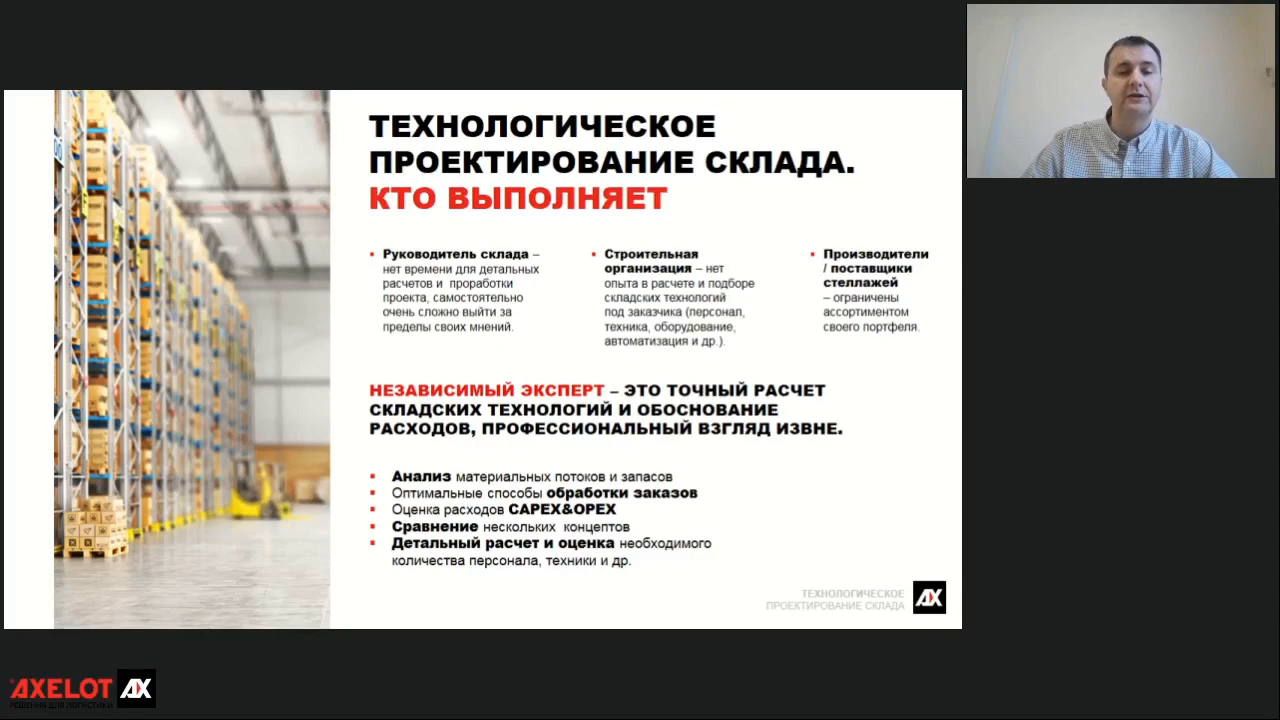 ТЕХНОЛОГИЧЕСКОЕ
ПРОЕКТИРОВАНИЕ СКЛАДА.
КТО ВЫПОЛНЯЕТ
Руководитель склада –
нет времени для детальных
расчетов и проработки
проекта, самостоятельно
очень сложно выйти за
пределы своих мнений.
Строительная
организация – нет
опыта в расчете и подборе
складских технологий
под заказчика (персонал,
техника, оборудование,
автоматизация и др.).
Производители
/ поставщики
стеллажей
– ограничены
ассортиментом
своего портфеля.
НЕЗАВИСИМЫЙ ЭКСПЕРТ – ЭТО ТОЧНЫЙ РАСЧЕТ
СКЛАДСКИХ ТЕХНОЛОГИЙ И ОБОСНОВАНИЕ
РАСХОДОВ, ПРОФЕССИОНАЛЬНЫЙ ВЗГЛЯД ИЗВНЕ.
Анализ материальных потоков и запасов
Оптимальные способы обработки заказов
Оценка расходов CAPEX&OPEX
Сравнение нескольких концептов
Детальный расчет и оценка необходимого
количества персонала, техники и др.
ТЕХНОЛОГИЧЕСКОЕ
ПРОЕКТИРОВАНИЕ СКЛАДА
AX
AXELOT AX
РЕШЕНИЯ ДЛЯ ЛОГИСТИКИ